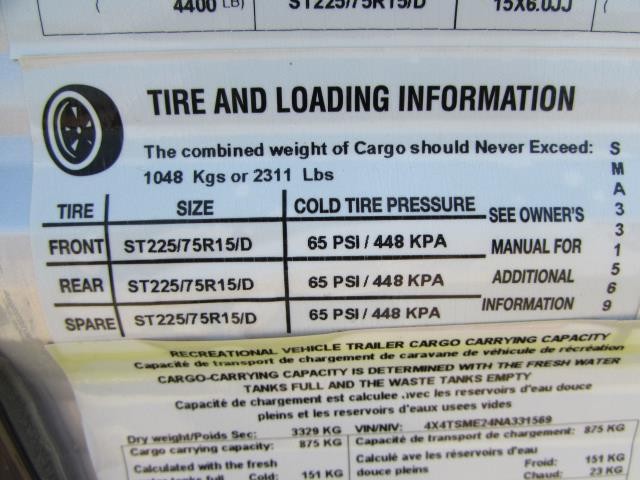 4400 LB) ST225/75R15/D 15X6.0JJ (
TIRE AND LOADING INFORMATION
The combined weight of Cargo should Never Exceed:
1048 Kgs or 2311 Lbs
TIRE SIZE COLD TIRE PRESSURE
FRONT ST225/75R15/D 65 PSI / 448 KPA
REAR ST225/75R15/D 65 PSI / 448 KPA
SPARE ST225/75R15/D 65 PSI / 448 KPA
SEE OWNER'S
MANUAL FOR
ADDITIONAL
INFORMATION
SMA331569
RECREATIONAL VEHICLE TRAILER CARGO CARRYING CAPACITY
Capacité de transport de chargement de caravane de véhicule de récréation
CARGO-CARRYING CAPACITY IS DETERMINED WITH THE FRESH WATER
TANKS FULL AND THE WASTE TANKS EMPTY
Capacité de chargement est calculee .ivec les reservoirs d'eau douce
pleins et les reservoirs d'eaux usees vides
Dry weight/Poids Sec: 3329 KG VIN/NIV: 4X4TSME24NA331569
Cargo carrying capacity: 875 KG Capacité de transport de chargement: 875 KG
Calculated with the fresh Calculé ave les réservoirs d'eau Froid: 151 KG
Cold: 151 KG douce pleins Chaud: 23 KG